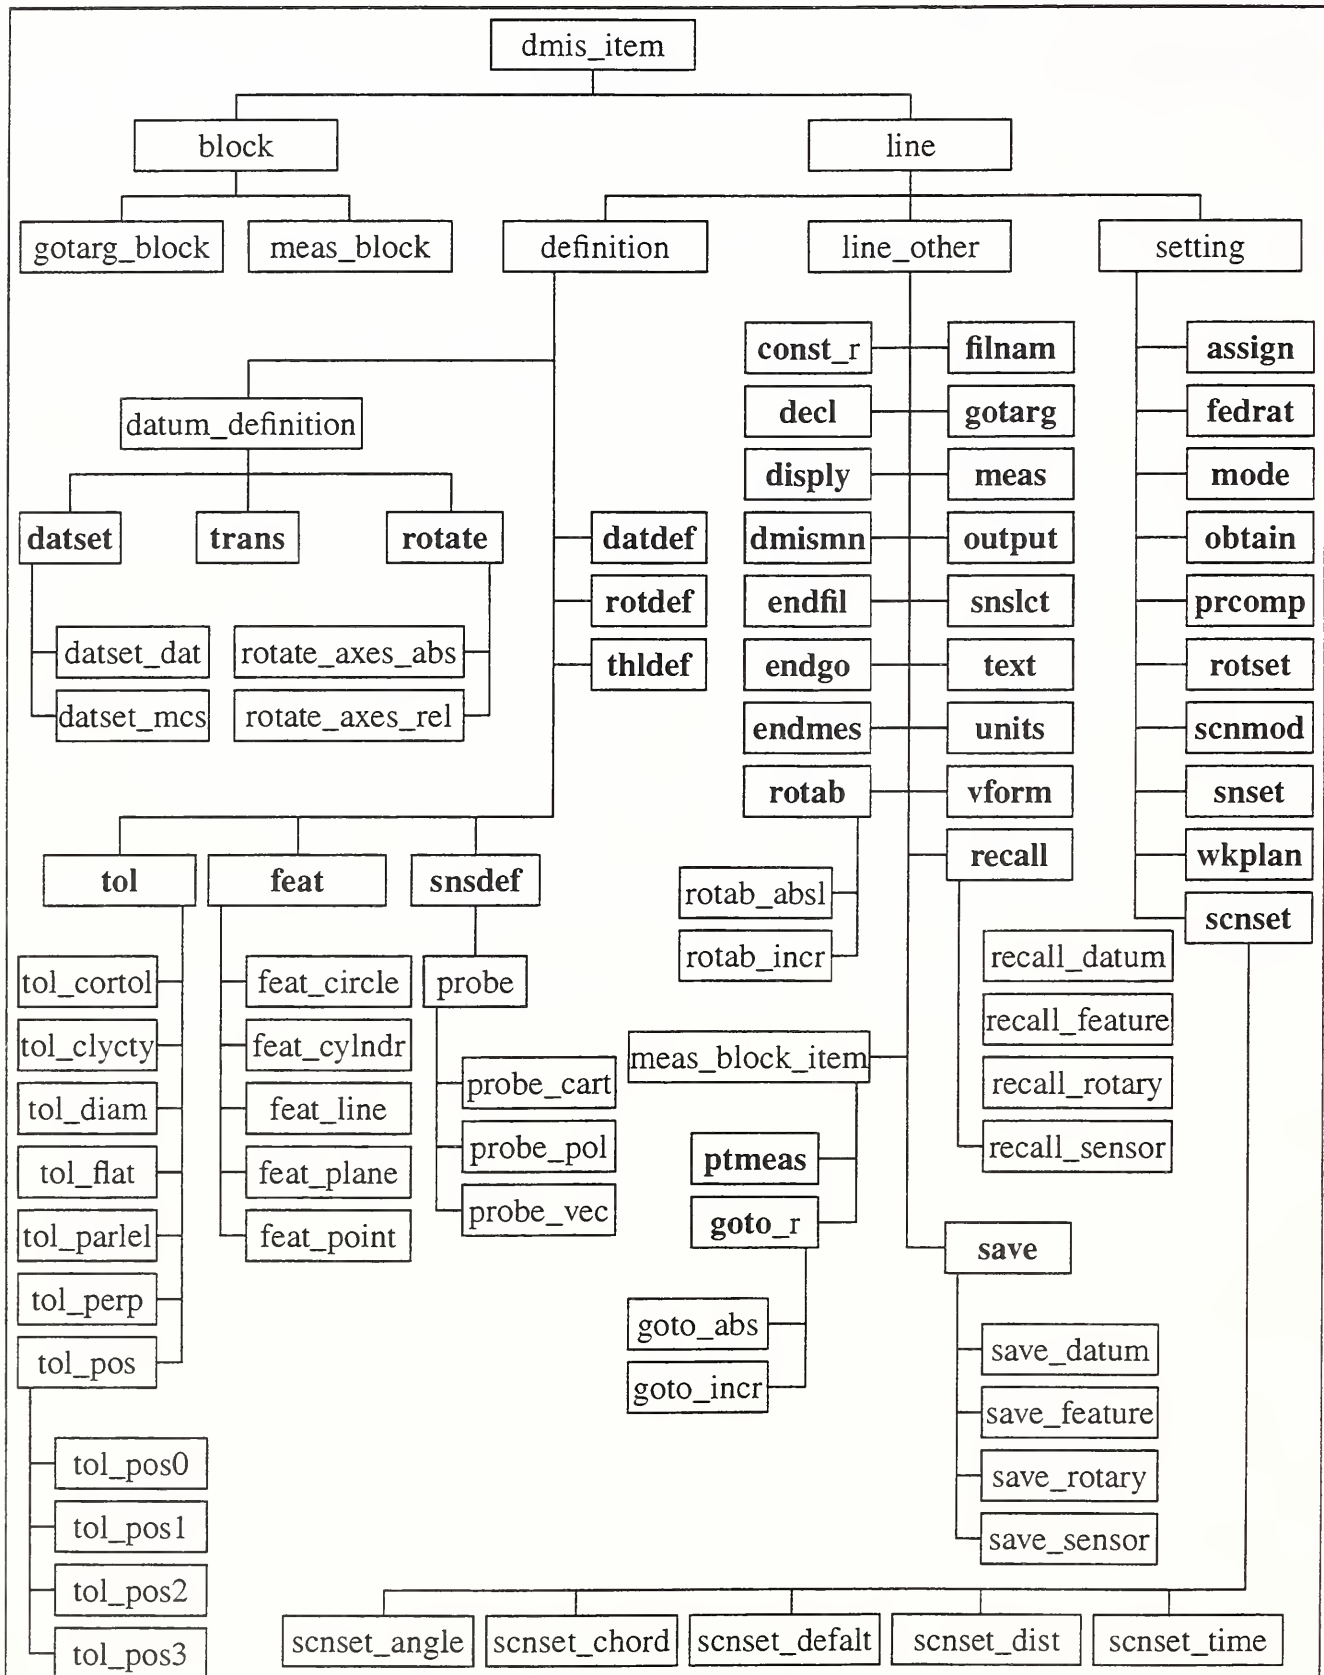 dmis_item
block
line
gotarg_block
meas_block
definition
line_other
setting
const_r
filnam
assign
decl
gotarg
fedrat
datum_definition
disply
meas
mode
datset
trans
rotate
datdef
dmismn
output
obtain
rotdef
endfil
snslct
prcomp
datset_dat
rotate_axes_abs
thldef
endgo
text
rotset
datset_mcs
rotate_axes_rel
endmes
units
scnmod
rotab
vform
snset
tol
feat
snsdef
recall
wkplan
rotab_absl
scnset
rotab_incr
recall_datum
tol_cortol
feat_circle
probe
recall_feature
tol_clycty
feat_cylndr
meas_block_item
probe_cart
recall_rotary
tol_diam
feat_line
probe_pol
recall_sensor
tol_flat
feat_plane
ptmeas
probe_vec
tol_parlel
feat_point
goto_r
save
tol_perp
goto_abs
save_datum
tol_pos
goto_incr
save_feature
tol_pos0
save_rotary
tol_pos1
save_sensor
tol_pos2
scnset_angle
scnset_chord
scnset_defalt
scnset_dist
scnset_time
tol_pos3